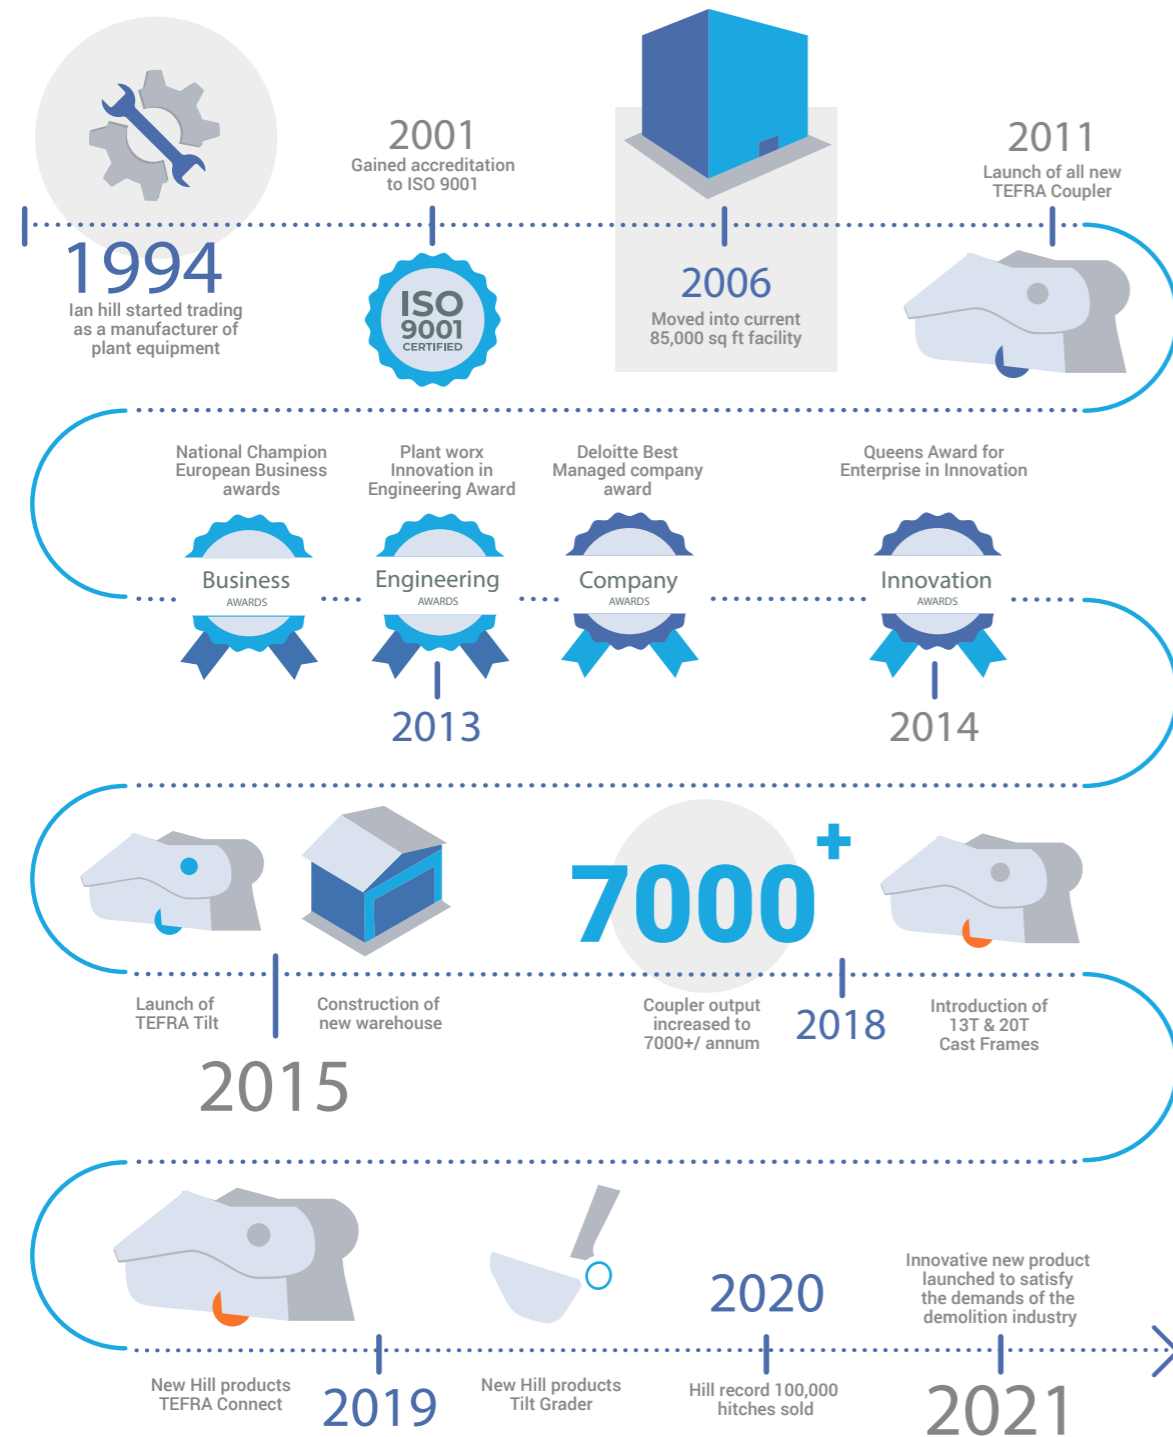 2001
Gained accreditation
to ISO 9001
2011
Launch of all new
TEFRA Coupler
1994
Ian hill started trading
as a manufacturer of
plant equipment
ISO
9001
CERTIFIED
2006
Moved into current
85,000 sq ft facility
National Champion
European Business
awards
Plant worx
Innovation in
Engineering Award
Deloitte Best
Managed company
award
Queens Award for
Enterprise in Innovation
Business
AWARDS
Engineering
AWARDS
Company
AWARDS
Innovation
AWARDS
2013
2014
7000+
Launch of
TEFRA Tilt
Construction of
new warehouse
2015
Coupler output
increased to
7000+/ annum
2018
Introduction of
13T & 20T
Cast Frames
New Hill products
TEFRA Connect
2019
New Hill products
Tilt Grader
2020
Hill record 100,000
hitches sold
Innovative new product
launched to satisfy
the demands of the
demolition industry
2021